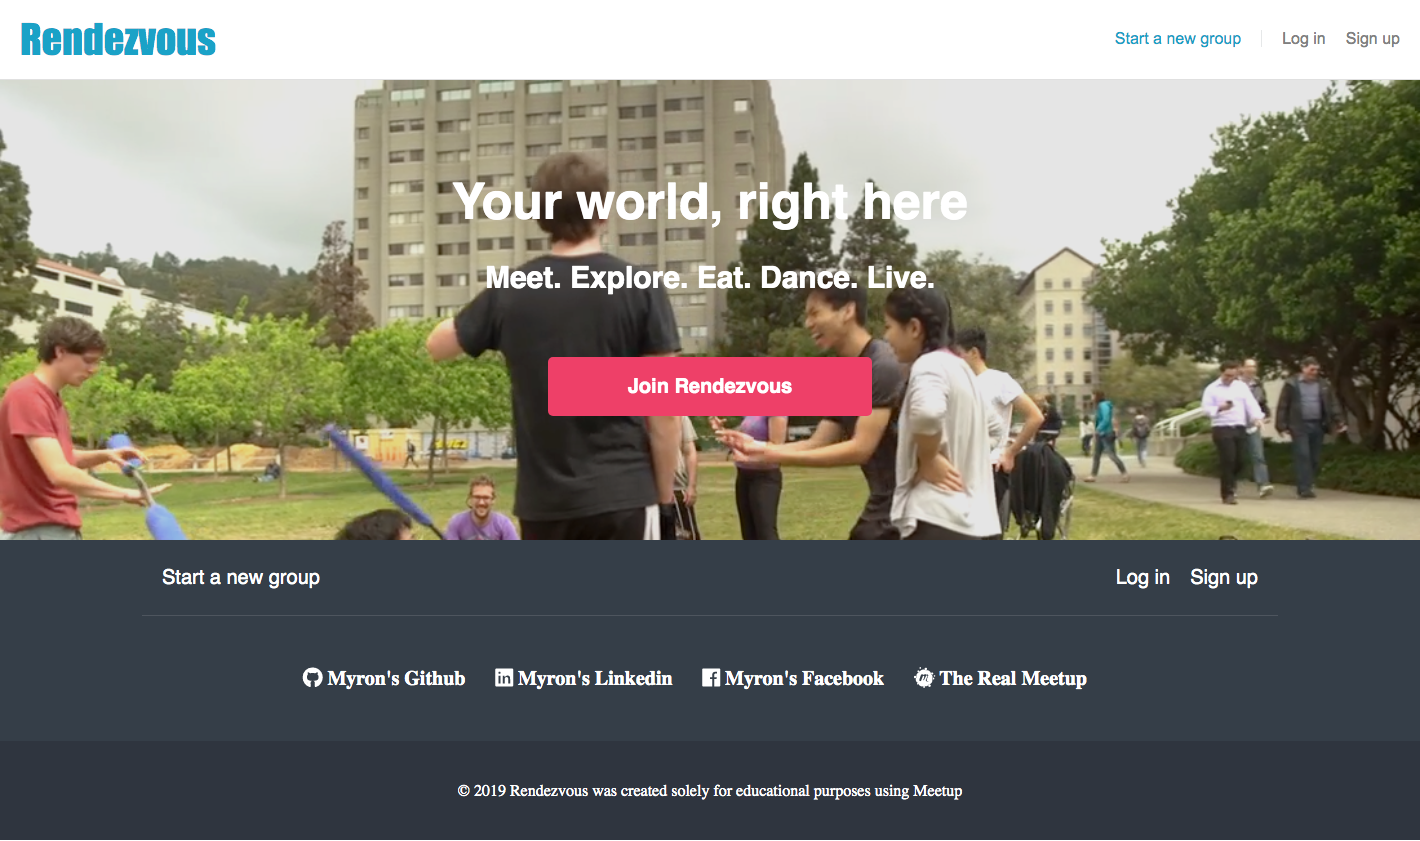 Rendezvous
Start a new group Log in Sign up
Your world, right here
Meet. Explore. Eat. Dance. Live.
Join Rendezvous
Start a new group Log in Sign up
Myron's Github Myron's Linkedin Myron's Facebook The Real Meetup
© 2019 Rendezvous was created solely for educational purposes using Meetup